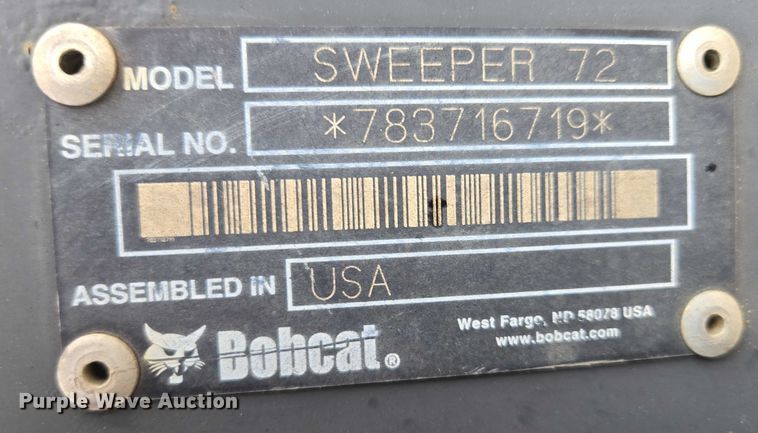 MODEL SWEEPER 72
SERIAL NO. *783716719*
ASSEMBLED IN USA
Bobcat®
West Fargo, ND 58078 USA
www.bobcat.com
Purple Wave Auction